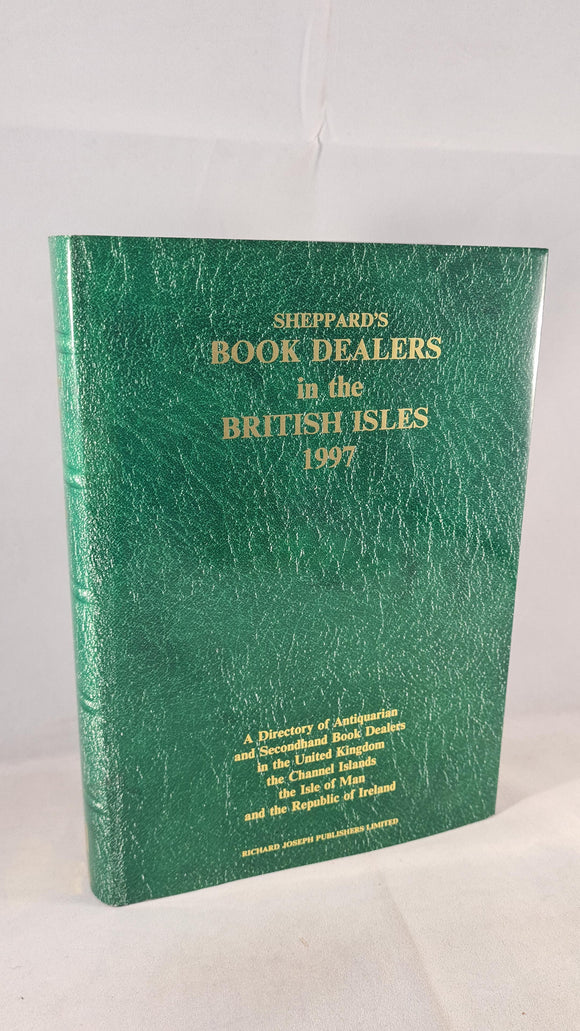 SHEPPARD'S
BOOK DEALERS
in the
BRITISH ISLES
1997
A Directory of Antiquarian
and Secondhand Book Dealers
in the United Kingdom
the Channel Islands
the Isle of Man
and the Republic of Ireland
RICHARD JOSEPH PUBLISHERS LIMITED